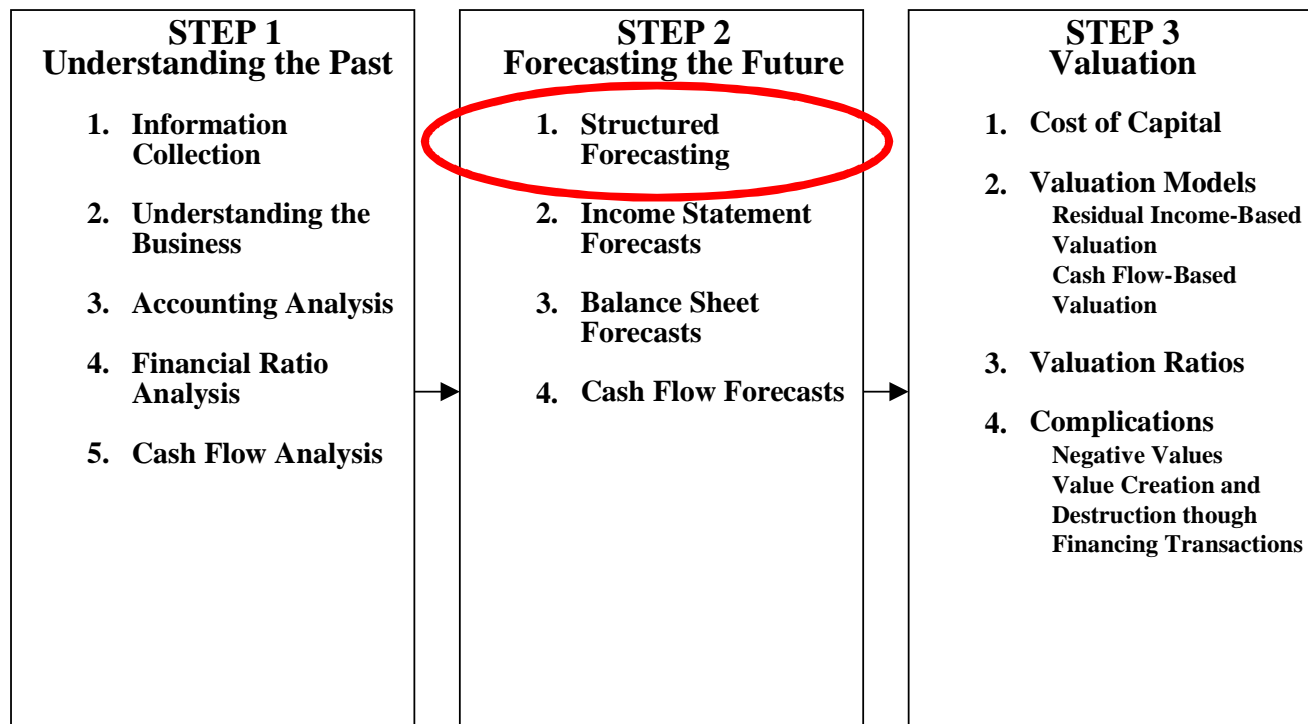 STEP 1
Understanding the Past
1. Information
Collection
2. Understanding the
Business
3. Accounting Analysis
4. Financial Ratio
Analysis
5. Cash Flow Analysis
STEP 2
Forecasting the Future
1. Structured
Forecasting
2. Income Statement
Forecasts
3. Balance Sheet
Forecasts
4. Cash Flow Forecasts
STEP 3
Valuation
1. Cost of Capital
2. Valuation Models
Residual Income-Based
Valuation
Cash Flow-Based
Valuation
3. Valuation Ratios
4. Complications
Negative Values
Value Creation and
Destruction though
Financing Transactions